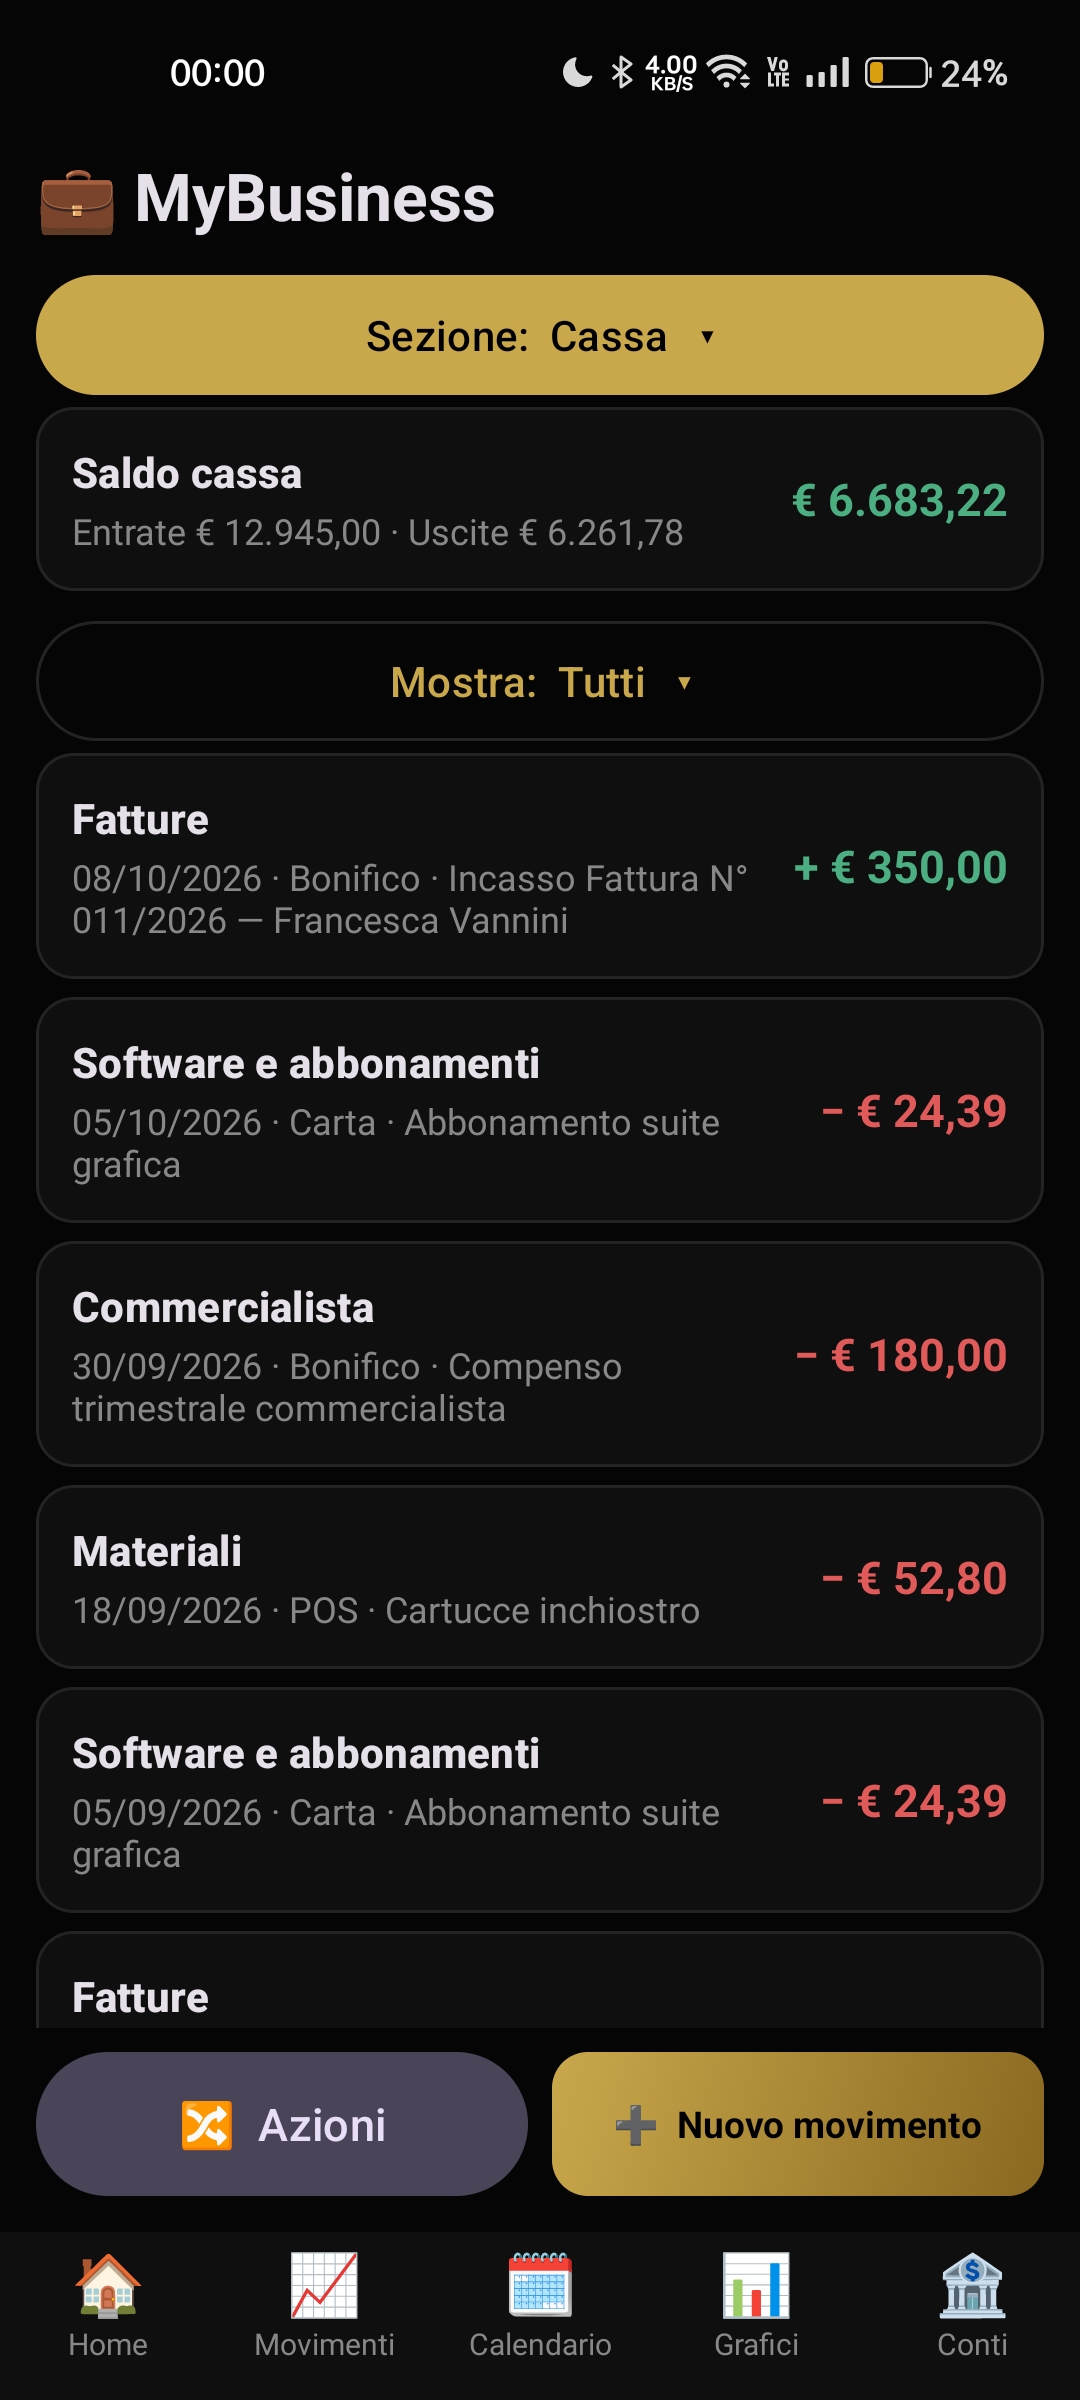 00:00
4.00 KB/S
Vo LTE
24%
MyBusiness
Sezione: Cassa ▼
Saldo cassa
€ 6.683,22
Entrate € 12.945,00 · Uscite € 6.261,78
Mostra: Tutti ▼
Fatture
08/10/2026 · Bonifico · Incasso Fattura N°
011/2026 — Francesca Vannini
+ € 350,00
Software e abbonamenti
05/10/2026 · Carta · Abbonamento suite
grafica
− € 24,39
Commercialista
30/09/2026 · Bonifico · Compenso
trimestrale commercialista
− € 180,00
Materiali
18/09/2026 · POS · Cartucce inchiostro
− € 52,80
Software e abbonamenti
05/09/2026 · Carta · Abbonamento suite
grafica
− € 24,39
Fatture
Azioni
Nuovo movimento
Home
Movimenti
Calendario
Grafici
Conti